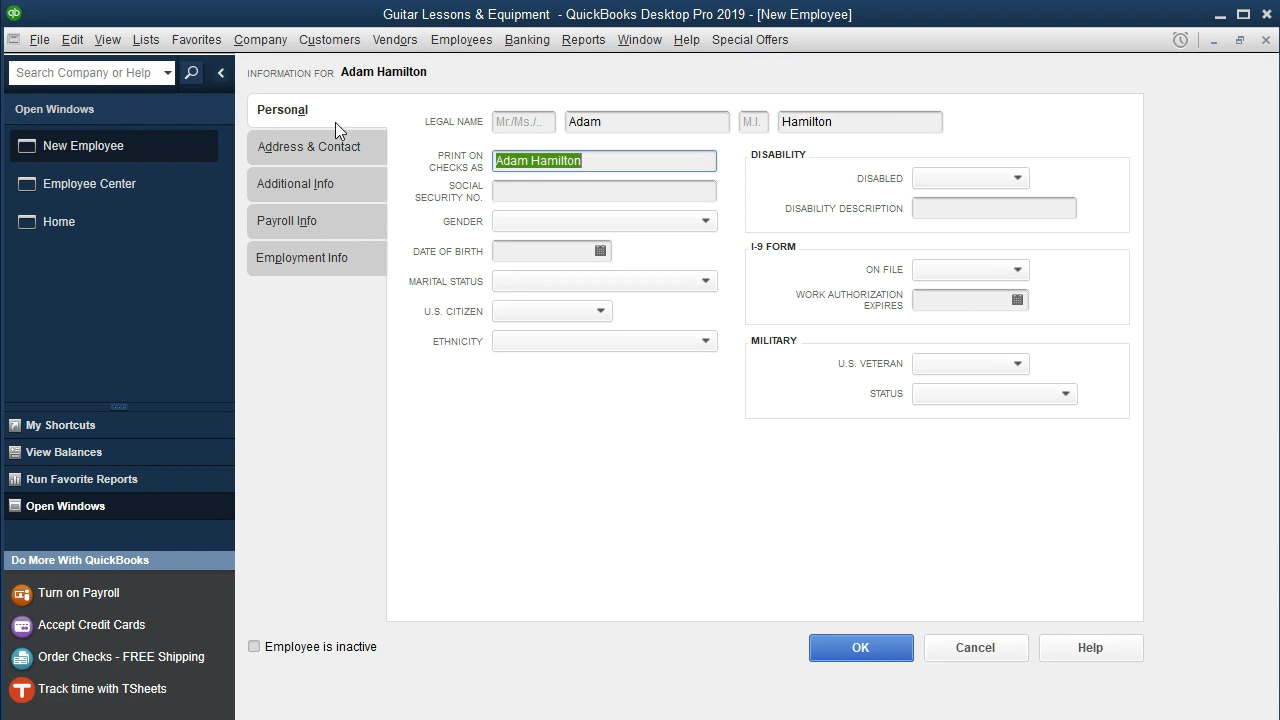 Guitar Lessons & Equipment - QuickBooks Desktop Pro 2019 - [New Employee]
File Edit View Lists Favorites Company Customers Vendors Employees Banking Reports Window Help Special Offers
Search Company or Help
INFORMATION FOR Adam Hamilton
Open Windows
New Employee
Employee Center
Home
My Shortcuts
View Balances
Run Favorite Reports
Open Windows
Do More With QuickBooks
Turn on Payroll
Accept Credit Cards
Order Checks - FREE Shipping
Track time with TSheets
Personal
Address & Contact
Additional Info
Payroll Info
Employment Info
LEGAL NAME Mr./Ms./.. Adam M.I. Hamilton
PRINT ON
CHECKS AS Adam Hamilton
SOCIAL
SECURITY NO.
GENDER
DATE OF BIRTH
MARITAL STATUS
U.S. CITIZEN
ETHNICITY
DISABILITY
DISABLED
DISABILITY DESCRIPTION
I-9 FORM
ON FILE
WORK AUTHORIZATION
EXPIRES
MILITARY
U.S. VETERAN
STATUS
Employee is inactive
OK Cancel Help